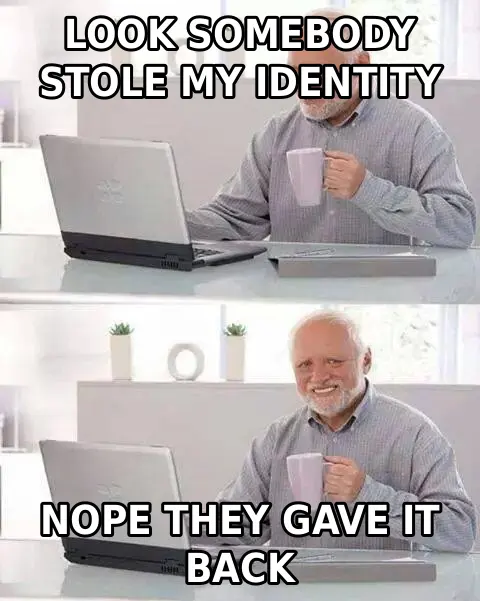 LOOK SOMEBODY
STOLE MY IDENTITY
NOPE THEY GAVE IT
BACK